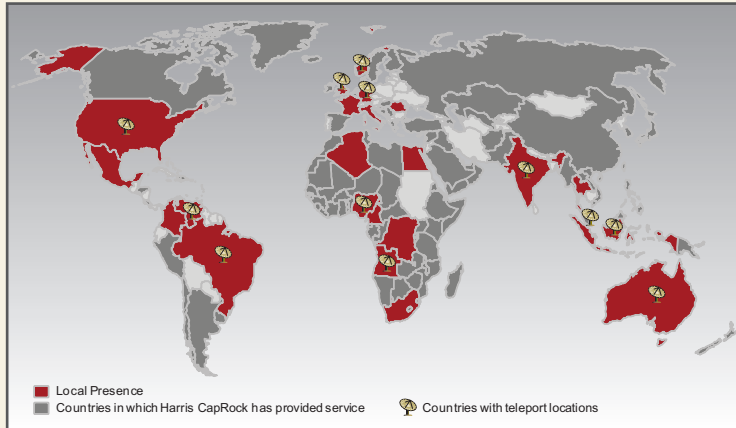 Local Presence
Countries in which Harris CapRock has provided service
Countries with teleport locations